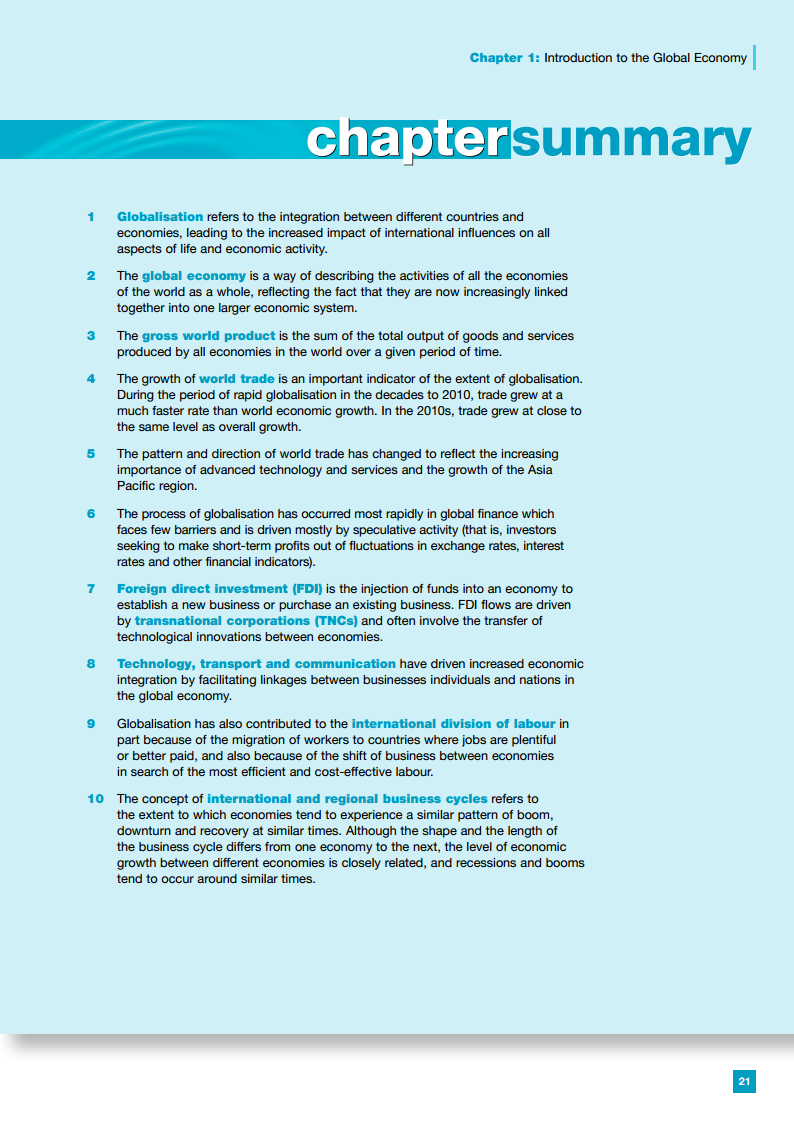 Chapter 1: Introduction to the Global Economy
chaptersummary
1 Globalisation refers to the integration between different countries and
economies, leading to the increased impact of international influences on all
aspects of life and economic activity.
2 The global economy is a way of describing the activities of all the economies
of the world as a whole, reflecting the fact that they are now increasingly linked
together into one larger economic system.
3 The gross world product is the sum of the total output of goods and services
produced by all economies in the world over a given period of time.
4 The growth of world trade is an important indicator of the extent of globalisation.
During the period of rapid globalisation in the decades to 2010, trade grew at a
much faster rate than world economic growth. In the 2010s, trade grew at close to
the same level as overall growth.
5 The pattern and direction of world trade has changed to reflect the increasing
importance of advanced technology and services and the growth of the Asia
Pacific region.
6 The process of globalisation has occurred most rapidly in global finance which
faces few barriers and is driven mostly by speculative activity (that is, investors
seeking to make short-term profits out of fluctuations in exchange rates, interest
rates and other financial indicators).
7 Foreign direct investment (FDI) is the injection of funds into an economy to
establish a new business or purchase an existing business. FDI flows are driven
by transnational corporations (TNCs) and often involve the transfer of
technological innovations between economies.
8 Technology, transport and communication have driven increased economic
integration by facilitating linkages between businesses individuals and nations in
the global economy.
9 Globalisation has also contributed to the international division of labour in
part because of the migration of workers to countries where jobs are plentiful
or better paid, and also because of the shift of business between economies
in search of the most efficient and cost-effective labour.
10 The concept of international and regional business cycles refers to
the extent to which economies tend to experience a similar pattern of boom,
downturn and recovery at similar times. Although the shape and the length of
the business cycle differs from one economy to the next, the level of economic
growth between different economies is closely related, and recessions and booms
tend to occur around similar times.
21